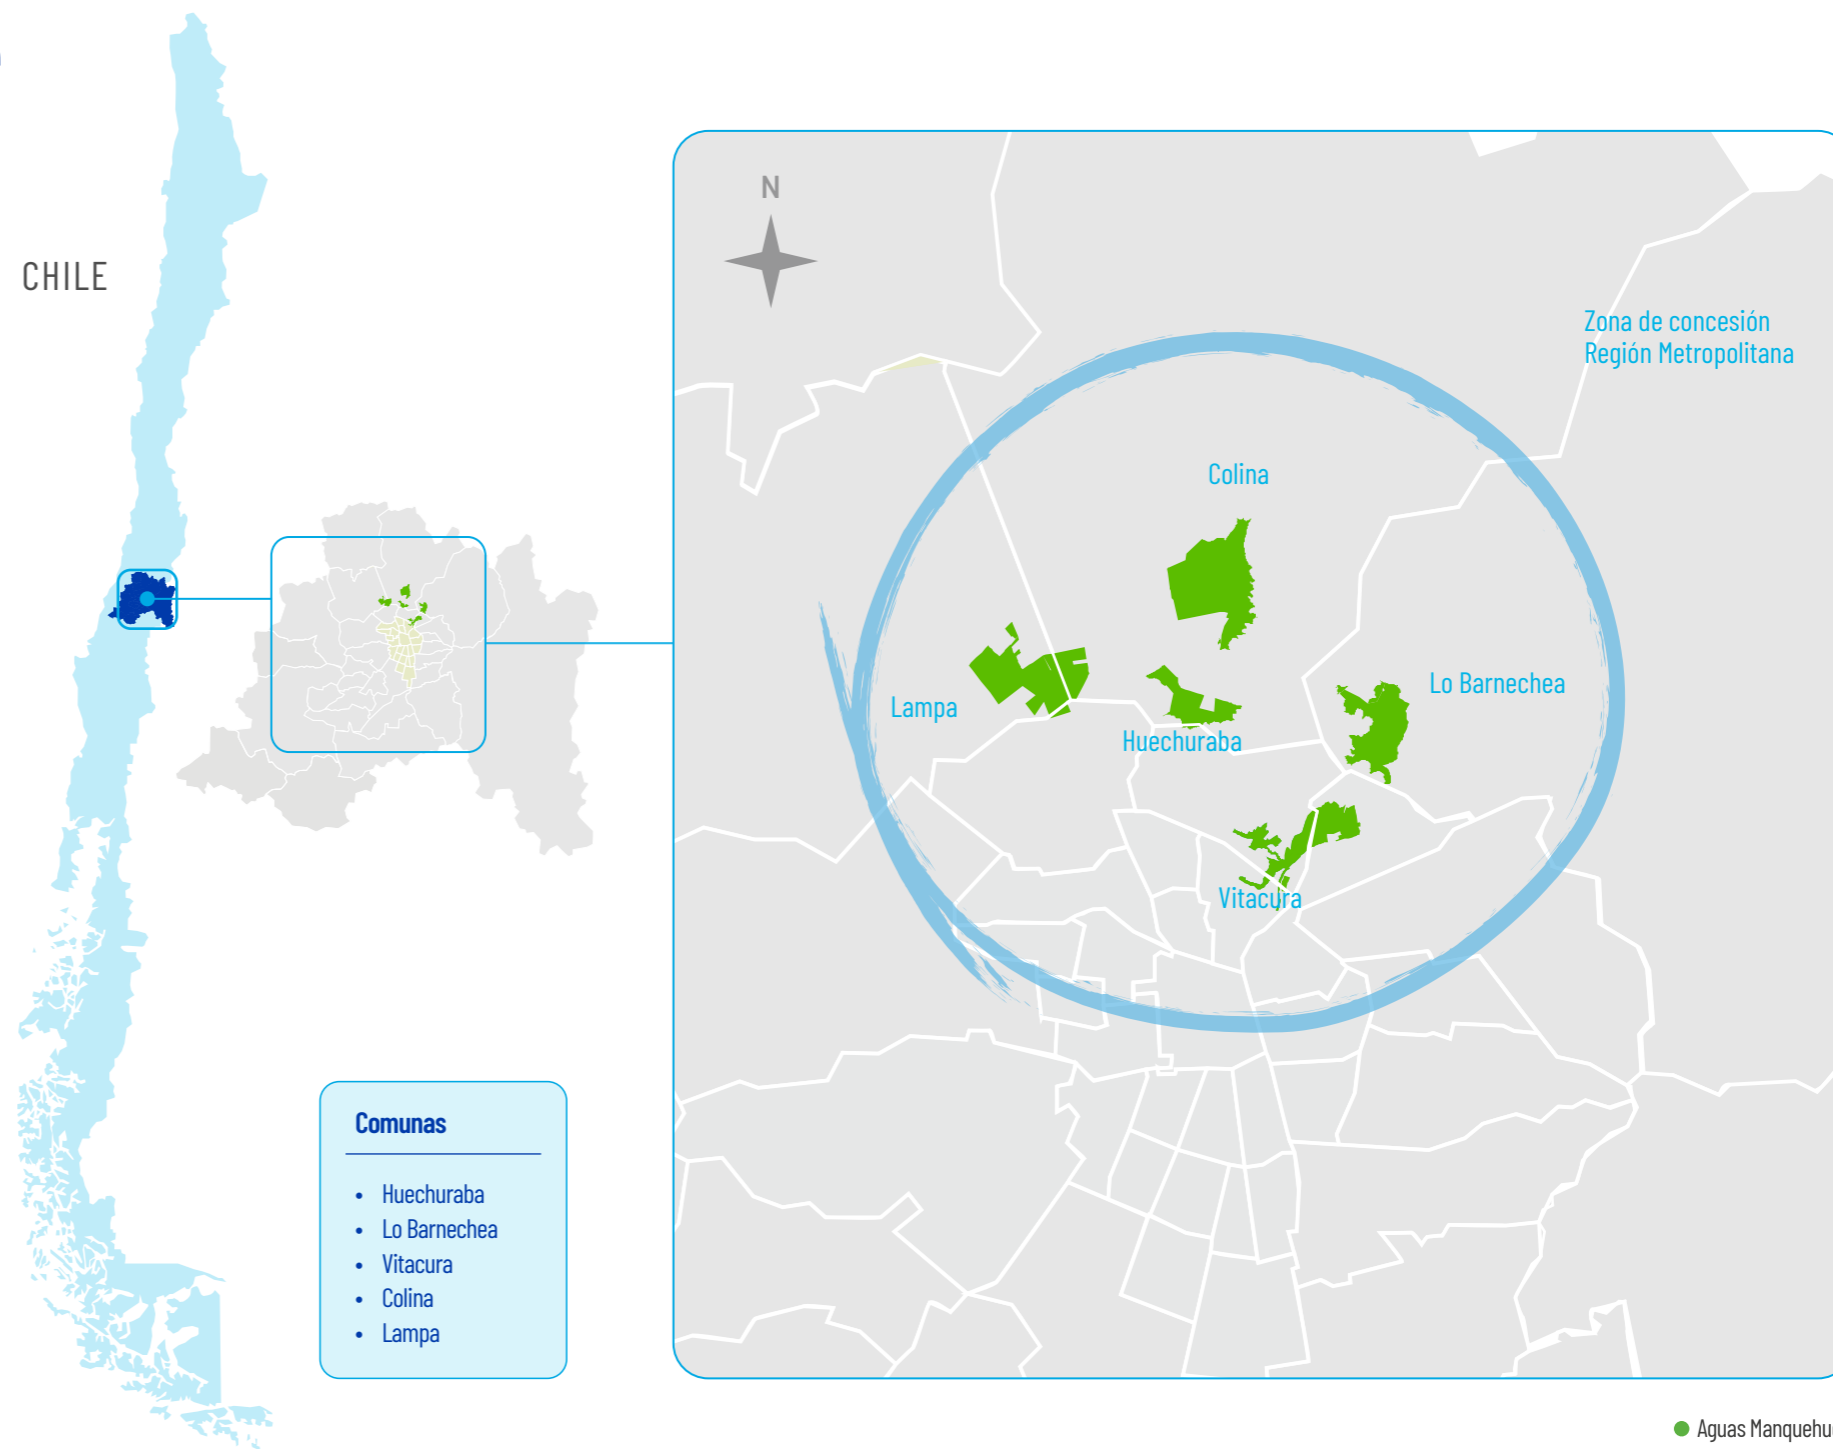 CHILE
N
Zona de concesión
Región Metropolitana
Colina
Lo Barnechea
Lampa
Huechuraba
Vitacura
Comunas
• Huechuraba
• Lo Barnechea
• Vitacura
• Colina
• Lampa
Aguas